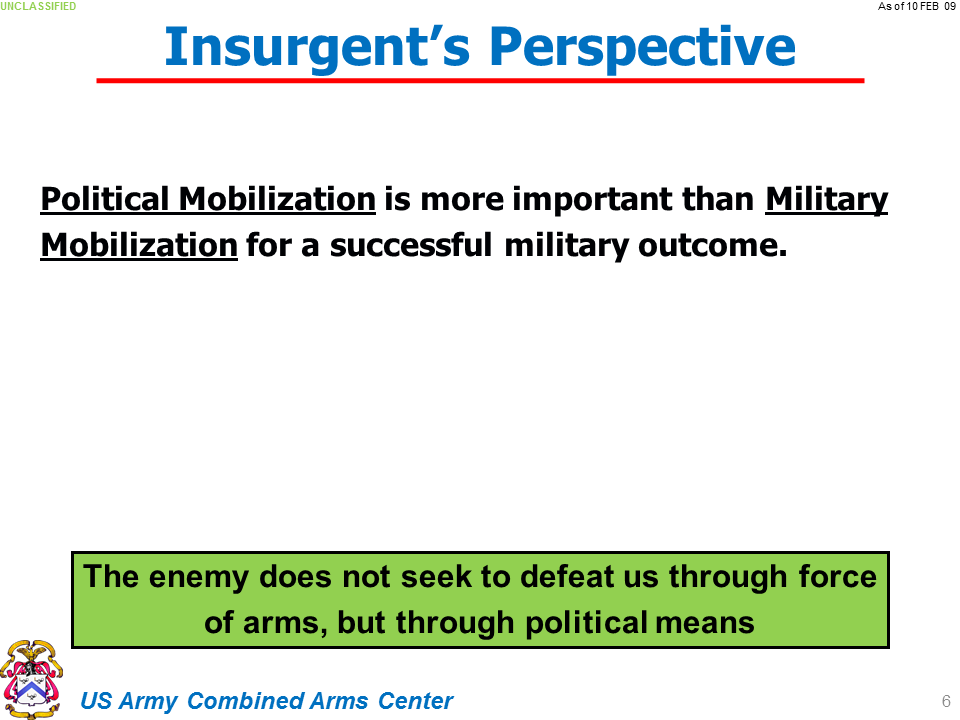 UNCLASSIFIED
As of 10 FEB 09
Insurgent’s Perspective
Political Mobilization is more important than Military
Mobilization for a successful military outcome.
The enemy does not seek to defeat us through force
of arms, but through political means
US Army Combined Arms Center
6